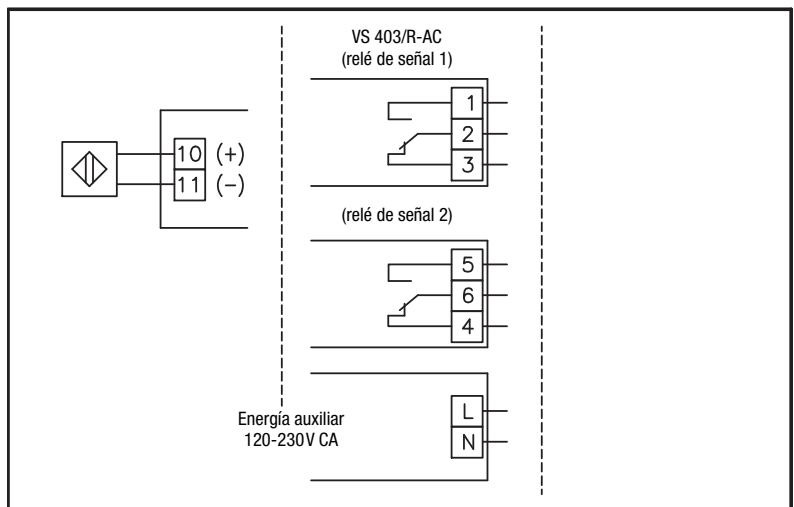 VS 403/R-AC
(relé de señal 1)
1
2
3
10 (+)
11 (-)
(relé de señal 2)
5
6
4
Energía auxiliar
120-230V CA
L
N